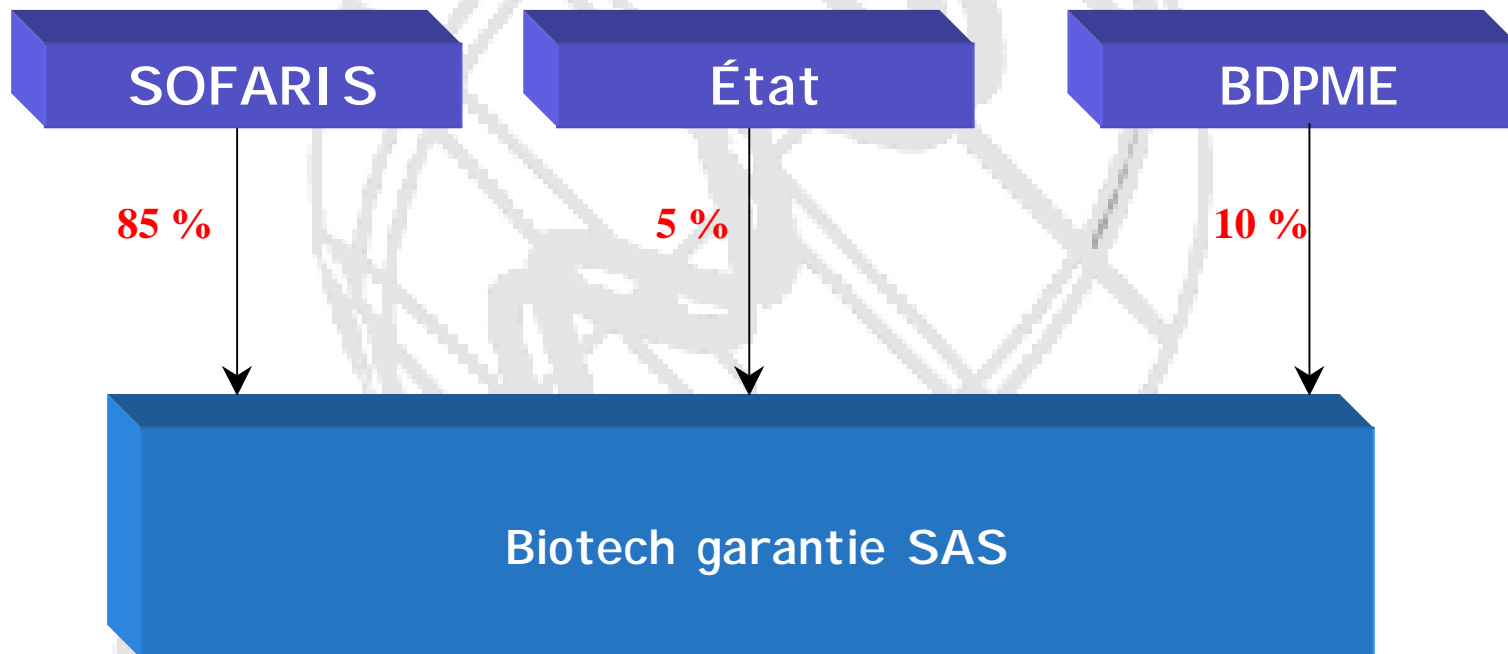 SOFARIS
État
BDPME
85 %
5 %
10 %
Biotech garantie SAS